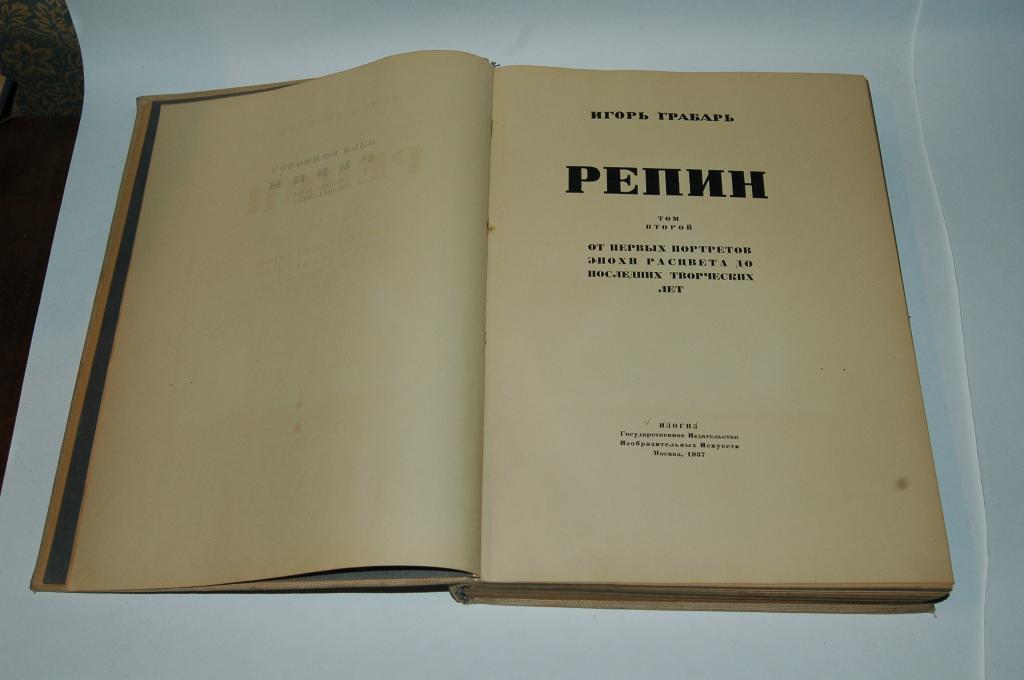 ИГОРЬ ГРАБАРЬ
РЕПИН
ТОМ
ВТОРОЙ
ОТ ПЕРВЫХ ПОРТРЕТОВ
ЭПОХИ РАСЦВЕТА ДО
ПОСЛЕДНИХ ТВОРЧЕСКИХ
ЛЕТ
ИЗОГИЗ
Государственное Издательство
Изобразительных Искусств
Москва, 1937